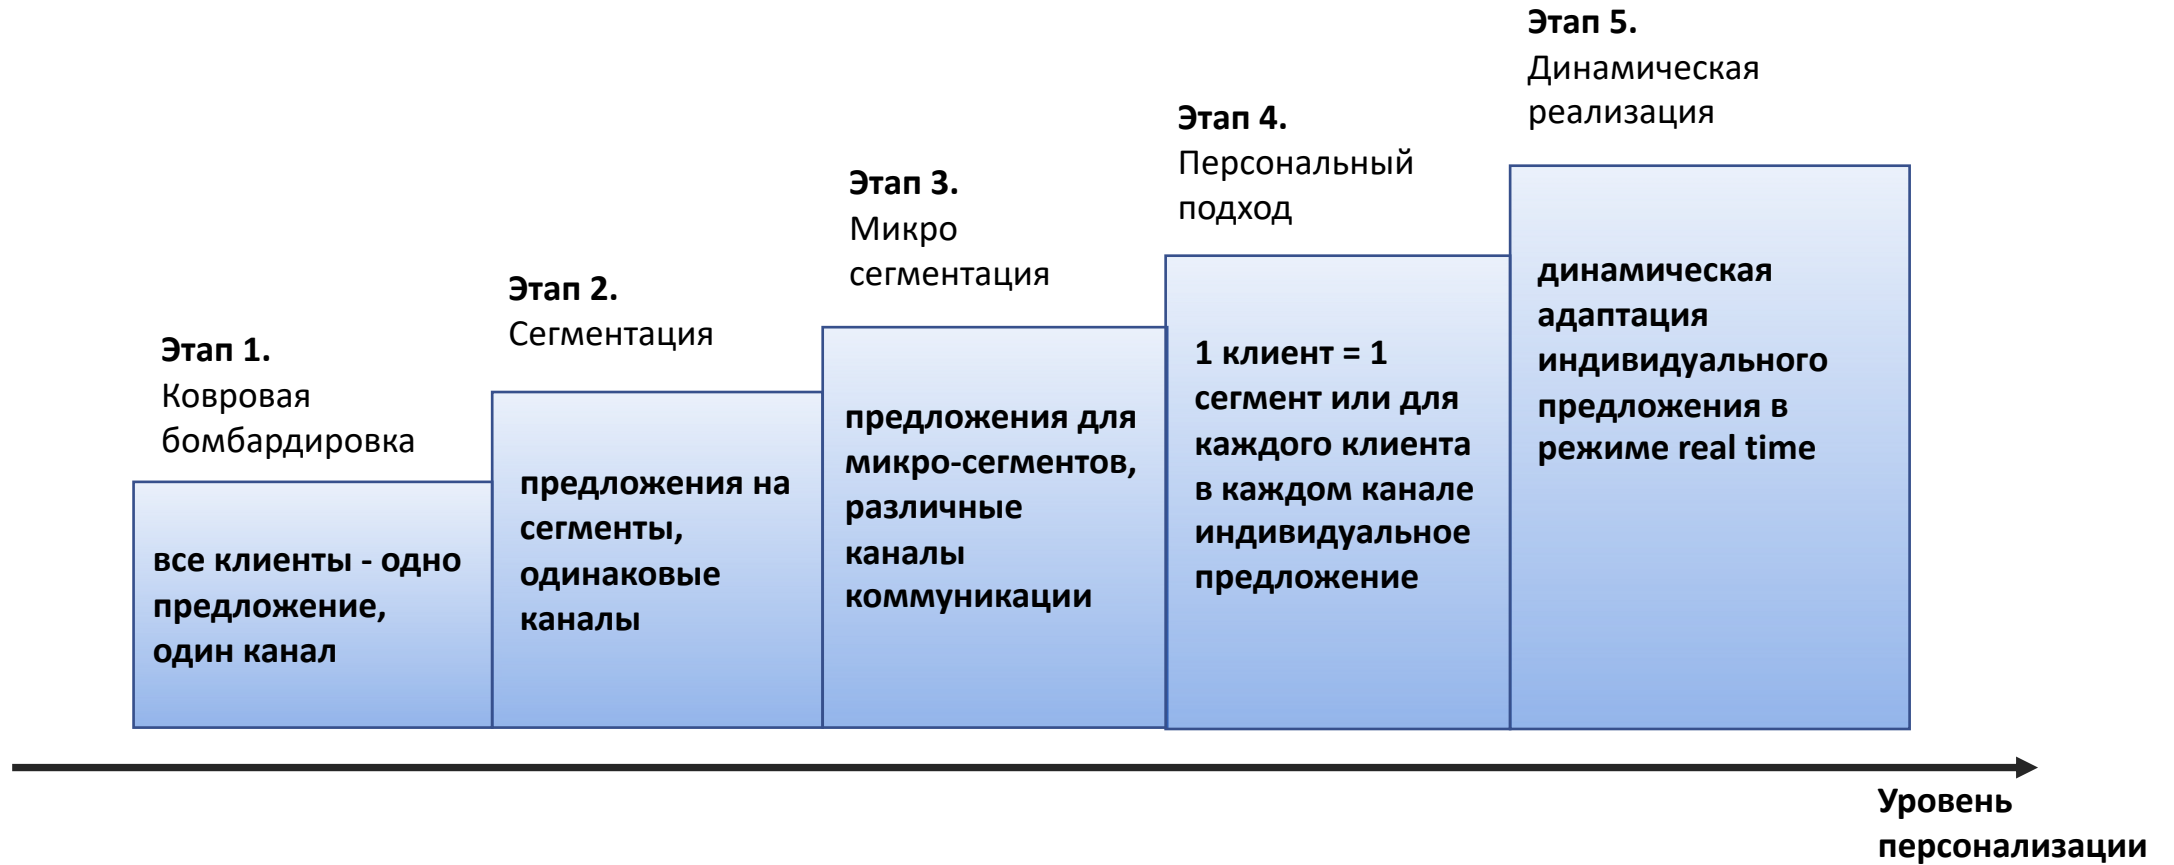 Этап 1.
Ковровая
бомбардировка
все клиенты - одно
предложение,
один канал
Этап 2.
Сегментация
предложения на
сегменты,
одинаковые
каналы
Этап 3.
Микро
сегментация
предложения для
микро-сегментов,
различные
каналы
коммуникации
Этап 4.
Персональный
подход
1 клиент = 1
сегмент или для
каждого клиента
в каждом канале
индивидуальное
предложение
Этап 5.
Динамическая
реализация
динамическая
адаптация
индивидуального
предложения в
режиме real time
Уровень
персонализации